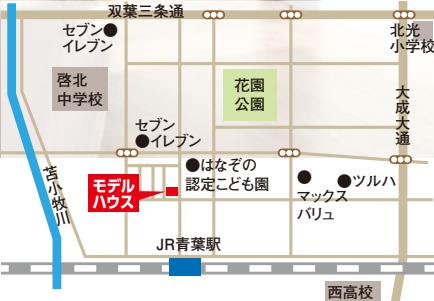 双葉三条通
セブン
イレブン
北光
小学校
啓北
中学校
花園
公園
大成大通
セブン
イレブン
はなぞの
認定こども園
苫小牧川
モデル
ハウス
マックス
バリュ
ツルハ
JR青葉駅
西高校